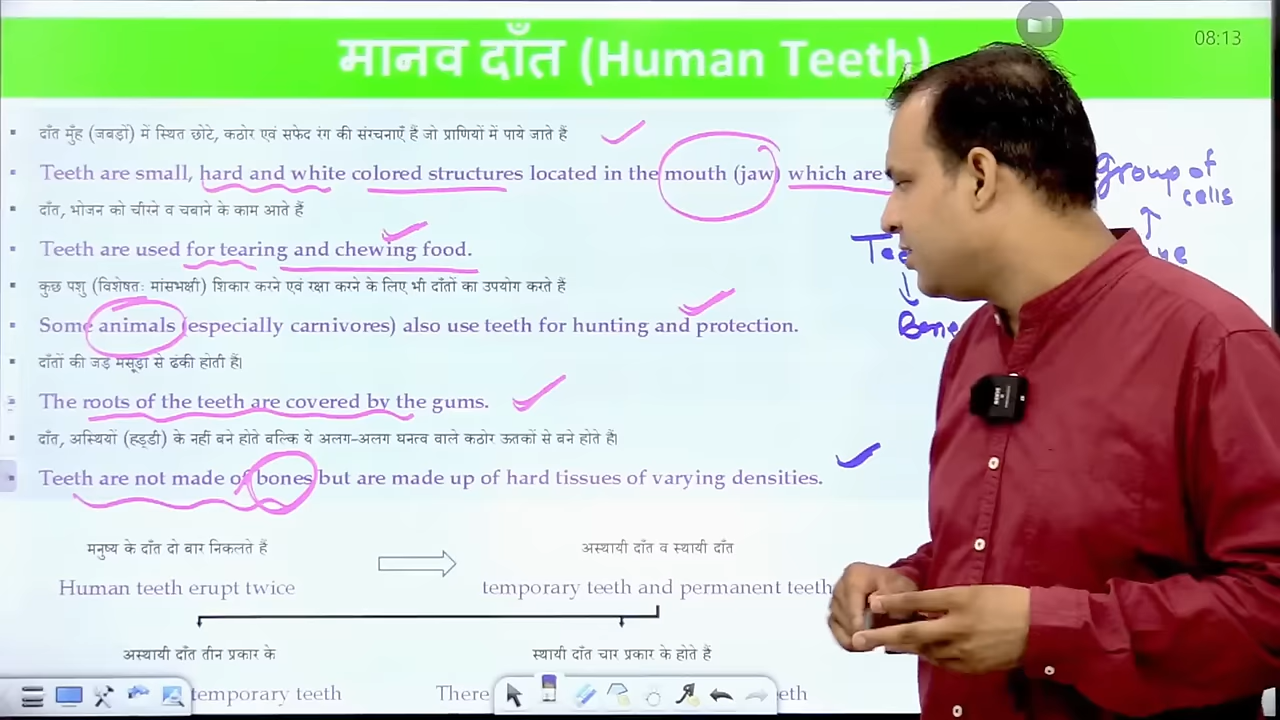 08:13
मानव दाँत (Human Teeth)
दाँत मुँह (जबड़ों) में स्थित छोटे, कठोर एवं सफेद रंग की संरचनाएँ हैं जो प्राणियों में पाये जाते हैं
Teeth are small, hard and white colored structures located in the mouth (jaw) which are
दाँत, भोजन को चीरने व चबाने के काम आते हैं
Teeth are used for tearing and chewing food.
कुछ पशु (विशेषतः मांसभक्षी) शिकार करने एवं रक्षा करने के लिए भी दाँतों का उपयोग करते हैं
Some animals (especially carnivores) also use teeth for hunting and protection.
दाँतों की जड़ मसूड़ा से ढंकी होती हैं।
The roots of the teeth are covered by the gums.
दाँत, अस्थियों (हड्डी) के नहीं बने होते बल्कि ये अलग-अलग घनत्व वाले कठोर ऊतकों से बने होते हैं।
Teeth are not made of bones but are made up of hard tissues of varying densities.
group of
cells
मनुष्य के दाँत दो बार निकलते हैं
अस्थायी दाँत व स्थायी दाँत
Human teeth erupt twice
temporary teeth and permanent teeth
अस्थायी दाँत तीन प्रकार के
स्थायी दाँत चार प्रकार के होते हैं
temporary teeth
There